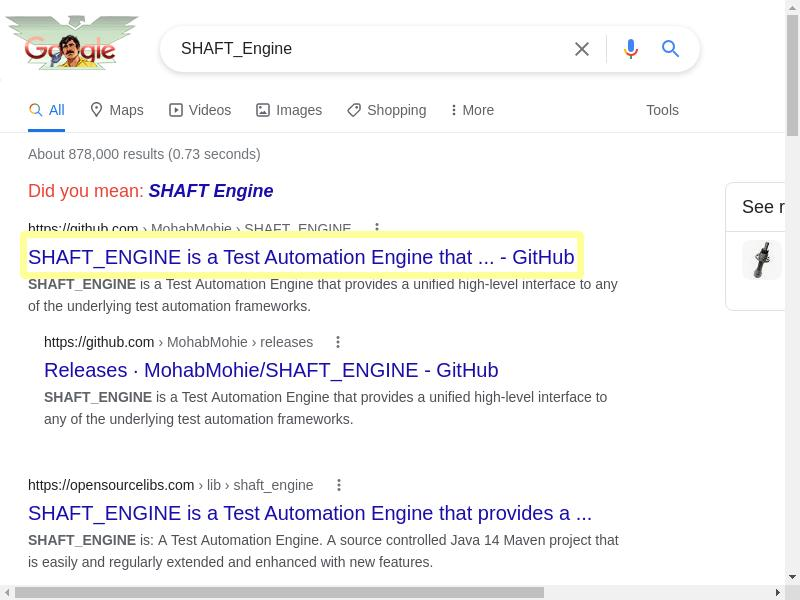 Google
SHAFT_Engine
All Maps Videos Images Shopping More Tools
About 878,000 results (0.73 seconds)
Did you mean: SHAFT Engine
https://github.com › MohabMohie › SHAFT_ENGINE
SHAFT_ENGINE is a Test Automation Engine that ... - GitHub
SHAFT_ENGINE is a Test Automation Engine that provides a unified high-level interface to any
of the underlying test automation frameworks.
See r
https://github.com › MohabMohie › releases
Releases · MohabMohie/SHAFT_ENGINE - GitHub
SHAFT_ENGINE is a Test Automation Engine that provides a unified high-level interface to
any of the underlying test automation frameworks.
https://opensourcelibs.com › lib › shaft_engine
SHAFT_ENGINE is a Test Automation Engine that provides a ...
SHAFT_ENGINE is: A Test Automation Engine. A source controlled Java 14 Maven project that
is easily and regularly extended and enhanced with new features.